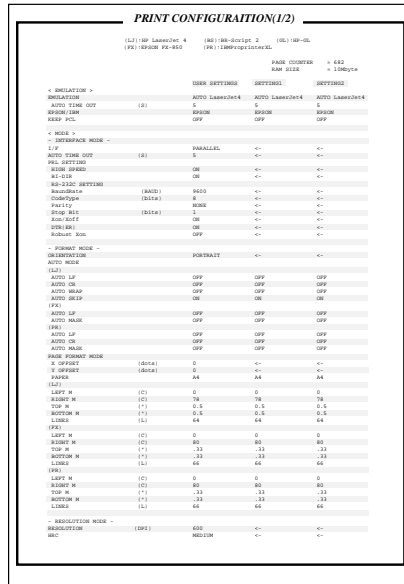 PRINT CONFIGURAITION(1/2)
(LJ):HP LaserJet 4 (BS):BR-Script 2 (GL):HP-GL
(FX):EPSON FX-850 (PR):IBMProprinterXL
PAGE COUNTER = 682
RAM SIZE = 10Mbyte
USER SETTINGS SETTING1 SETTING2
< EMULATION >
EMULATION AUTO LaserJet4 AUTO LaserJet4 AUTO LaserJet4
AUTO TIME OUT (S) 5 5 5
EPSON/IBM EPSON EPSON EPSON
KEEP PCL OFF OFF OFF
< MODE >
- INTERFACE MODE -
I/F PARALLEL <- <-
AUTO TIME OUT (S) 5 <- <-
PRL SETTING
HIGH SPEED ON <- <-
BI-DIR ON <- <-
RS-232C SETTING
BaundRate (BAUD) 9600 <- <-
CodeType (bits) 8 <- <-
Parity NONE <- <-
Stop Bit (bits) 1 <- <-
Xon/Xoff ON <- <-
DTR(ER) ON <- <-
Robust Xon OFF <- <-
- FORMAT MODE -
ORIENTATION PORTRAIT <- <-
AUTO MODE
(LJ)
AUTO LF OFF OFF OFF
AUTO CR OFF OFF OFF
AUTO WRAP OFF OFF OFF
AUTO SKIP ON ON ON
(FX)
AUTO LF OFF OFF OFF
AUTO MASK OFF OFF OFF
(PR)
AUTO LF OFF OFF OFF
AUTO CR OFF OFF OFF
AUTO MASK OFF OFF OFF
PAGE FORMAT MODE
X OFFSET (dots) 0 <- <-
Y OFFSET (dots) 0 <- <-
PAPER A4 A4 A4
(LJ)
LEFT M (C) 0 0 0
RIGHT M (C) 78 78 78
TOP M (") 0.5 0.5 0.5
BOTTOM M (") 0.5 0.5 0.5
LINES (L) 64 64 64
(FX)
LEFT M (C) 0 0 0
RIGHT M (C) 80 80 80
TOP M (") .33 .33 .33
BOTTOM M (") .33 .33 .33
LINES (L) 66 66 66
(PR)
LEFT M (C) 0 0 0
RIGHT M (C) 80 80 80
TOP M (") .33 .33 .33
BOTTOM M (") .33 .33 .33
LINES (L) 66 66 66
- RESOLUTION MODE -
RESOLUTION (DPI) 600 <- <-
HRC MEDIUM <- <-